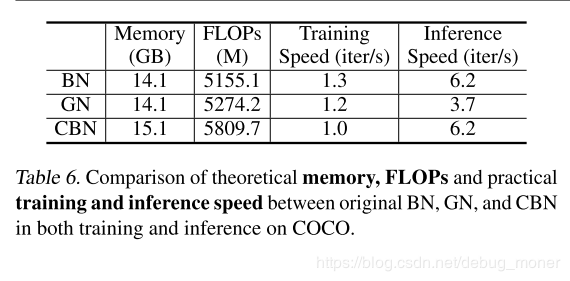 Memory FLOPs Training Inference
(GB) (M) Speed (iter/s) Speed (iter/s)
BN 14.1 5155.1 1.3 6.2
GN 14.1 5274.2 1.2 3.7
CBN 15.1 5809.7 1.0 6.2
Table 6. Comparison of theoretical memory, FLOPs and practical
training and inference speed between original BN, GN, and CBN
in both training and inference on COCO.
https://blog.csdn.net/debug_moner